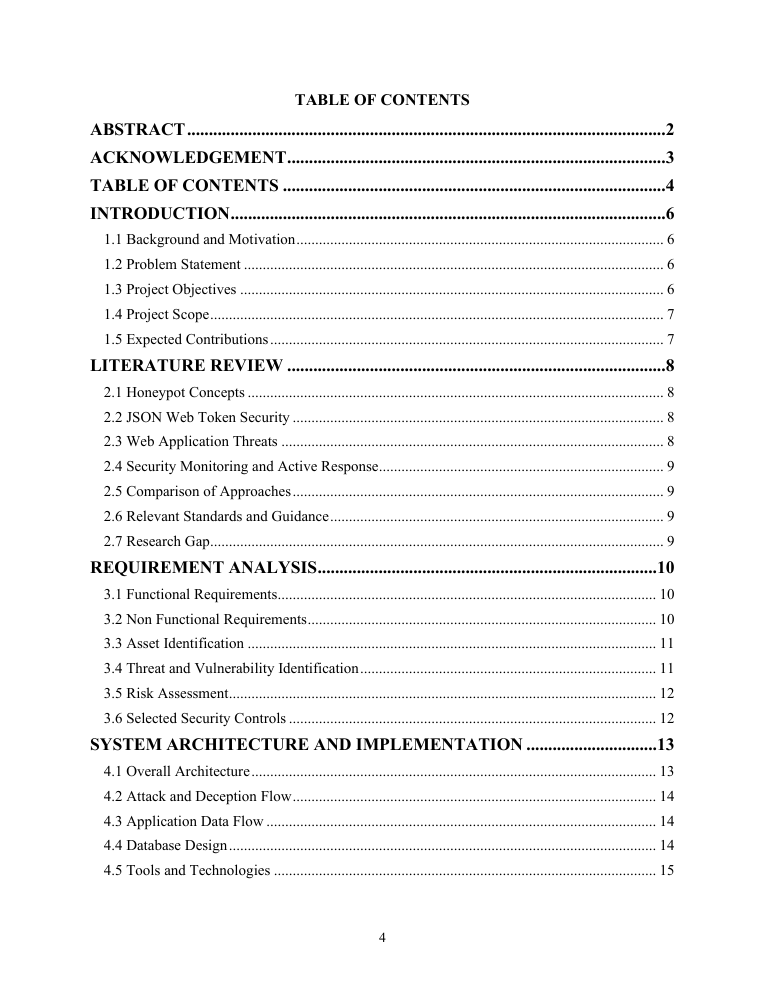 TABLE OF CONTENTS
ABSTRACT ........................................................................................................2
ACKNOWLEDGEMENT..................................................................................3
TABLE OF CONTENTS ...................................................................................4
INTRODUCTION...............................................................................................6
1.1 Background and Motivation.................................................................................................. 6
1.2 Problem Statement ................................................................................................................ 6
1.3 Project Objectives ................................................................................................................. 6
1.4 Project Scope......................................................................................................................... 7
1.5 Expected Contributions......................................................................................................... 7
LITERATURE REVIEW ..................................................................................8
2.1 Honeypot Concepts ............................................................................................................... 8
2.2 JSON Web Token Security ................................................................................................... 8
2.3 Web Application Threats ...................................................................................................... 8
2.4 Security Monitoring and Active Response............................................................................ 9
2.5 Comparison of Approaches................................................................................................... 9
2.6 Relevant Standards and Guidance......................................................................................... 9
2.7 Research Gap......................................................................................................................... 9
REQUIREMENT ANALYSIS..........................................................................10
3.1 Functional Requirements..................................................................................................... 10
3.2 Non Functional Requirements............................................................................................. 10
3.3 Asset Identification ............................................................................................................. 11
3.4 Threat and Vulnerability Identification............................................................................... 11
3.5 Risk Assessment.................................................................................................................. 12
3.6 Selected Security Controls .................................................................................................. 12
SYSTEM ARCHITECTURE AND IMPLEMENTATION ............................13
4.1 Overall Architecture............................................................................................................ 13
4.2 Attack and Deception Flow................................................................................................. 14
4.3 Application Data Flow ........................................................................................................ 14
4.4 Database Design.................................................................................................................. 14
4.5 Tools and Technologies ...................................................................................................... 15
4